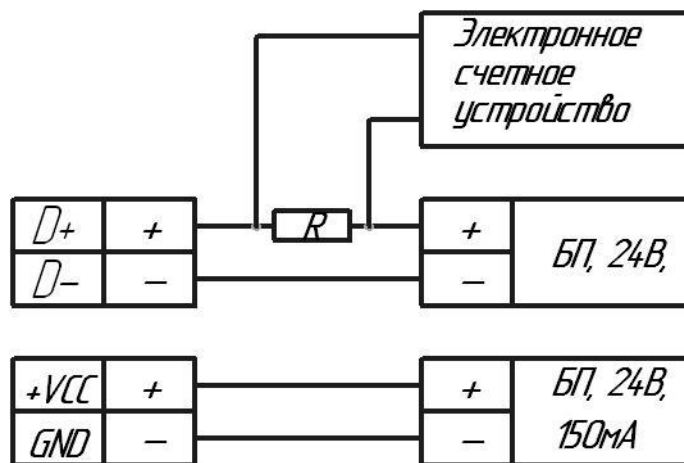 Электронное
счетное
устройство
D+ + R + БП, 24В,
D- - -
+VCC + + БП, 24В,
GND - - 150мА